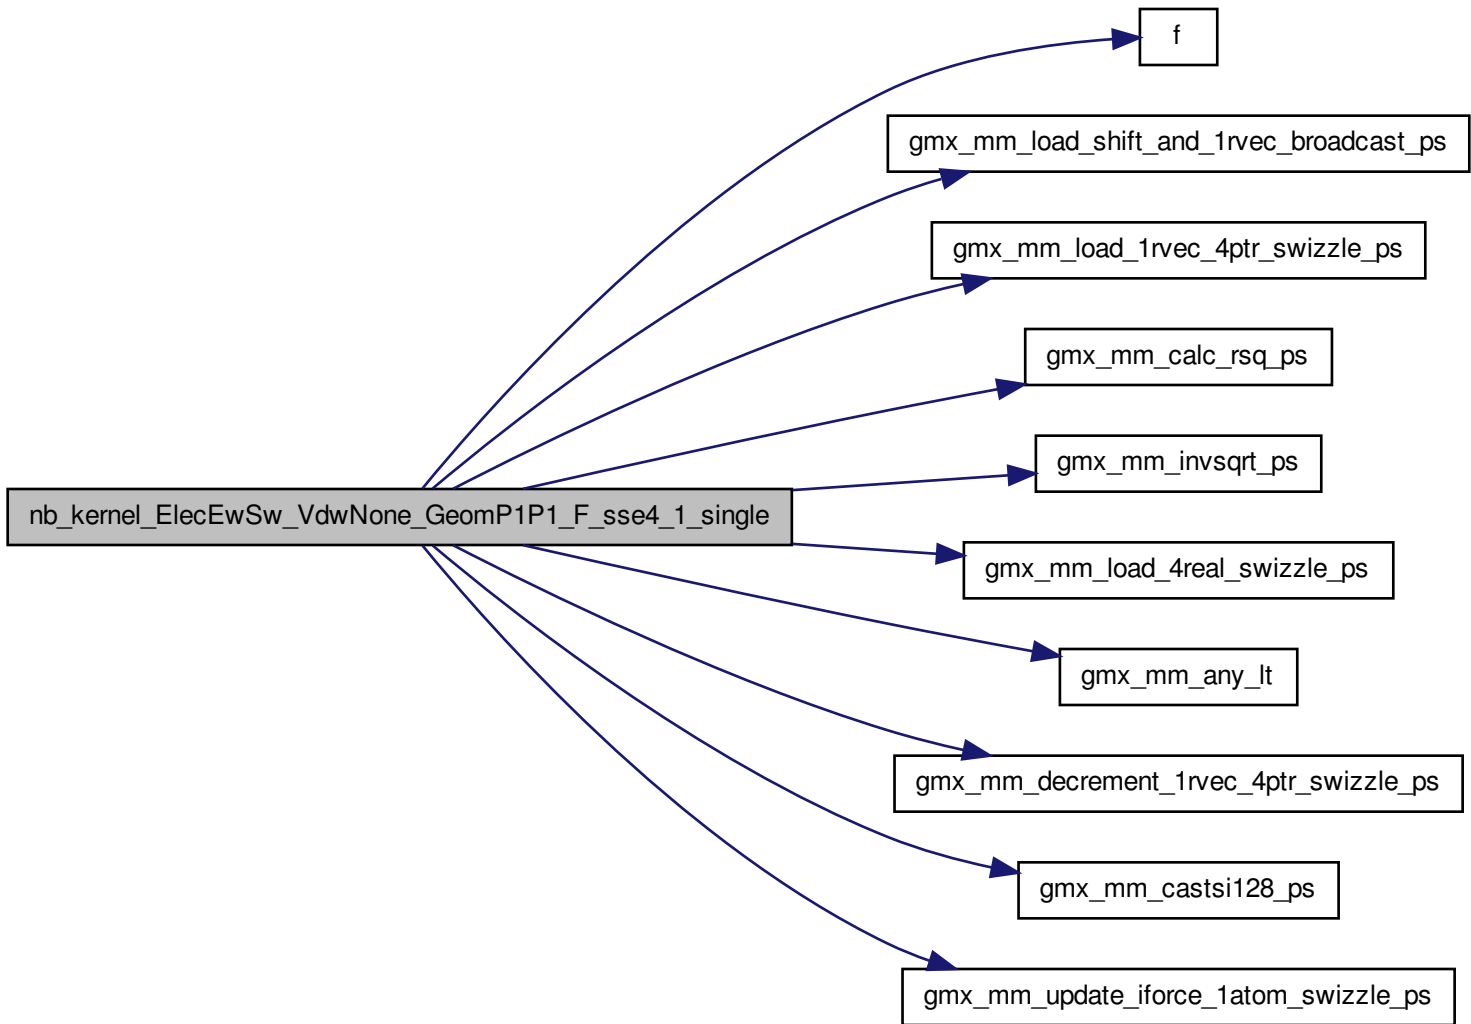 f
gmx_mm_load_shift_and_1rvec_broadcast_ps
gmx_mm_load_1rvec_4ptr_swizzle_ps
gmx_mm_calc_rsq_ps
gmx_mm_invsqrt_ps
nb_kernel_ElecEwSw_VdwNone_GeomP1P1_F_sse4_1_single
gmx_mm_load_4real_swizzle_ps
gmx_mm_any_lt
gmx_mm_decrement_1rvec_4ptr_swizzle_ps
gmx_mm_castsi128_ps
gmx_mm_update_iforce_1atom_swizzle_ps